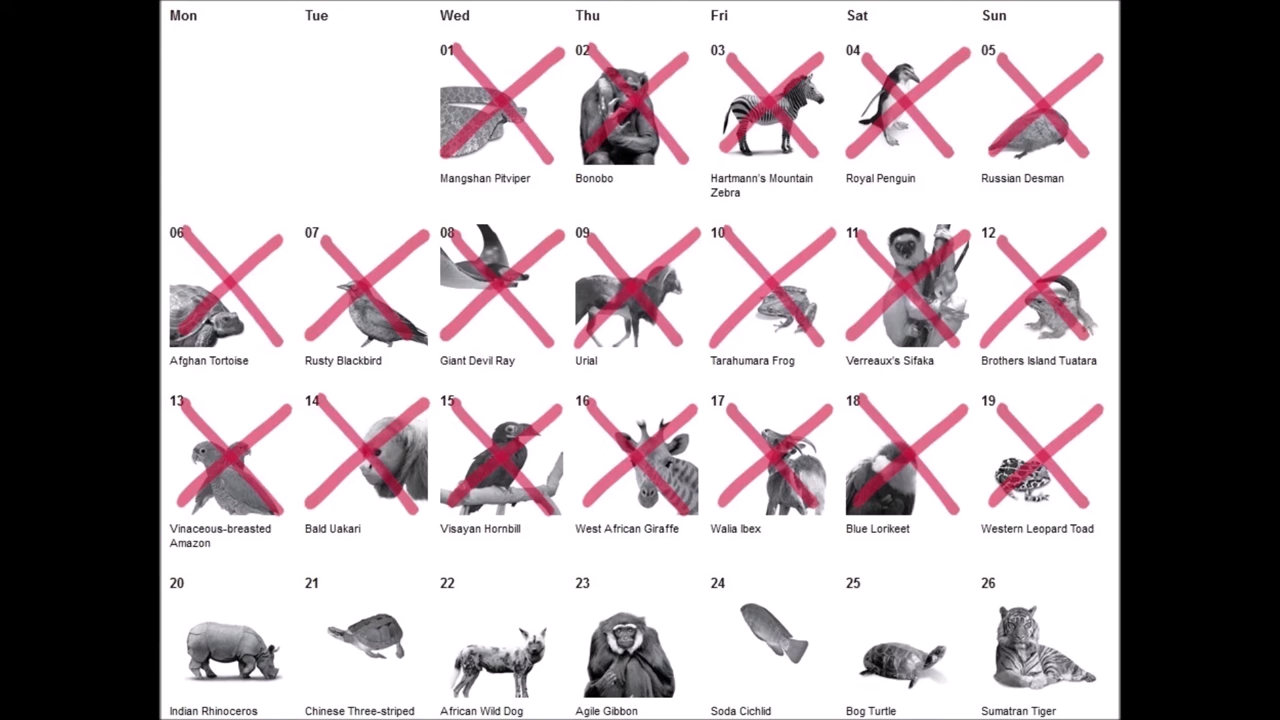 Mon Tue Wed Thu Fri Sat Sun
01 02 03 04 05
Mangshan Pitviper Bonobo Hartmann's Mountain Royal Penguin Russian Desman
Zebra
06 07 08 09 10 11 12
Afghan Tortoise Rusty Blackbird Giant Devil Ray Urial Tarahumara Frog Verreaux's Sifaka Brothers Island Tuatara
13 14 15 16 17 18 19
Vinaceous-breasted Bald Uakari Visayan Hornbill West African Giraffe Walia Ibex Blue Lorikeet Western Leopard Toad
Amazon
20 21 22 23 24 25 26
Indian Rhinoceros Chinese Three-striped African Wild Dog Agile Gibbon Soda Cichlid Bog Turtle Sumatran Tiger